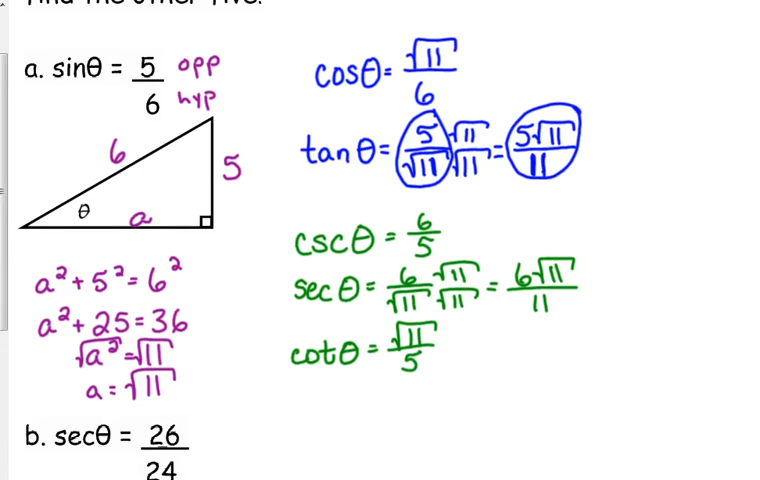 Find the other five.
a. sinθ = 5/6 opp hyp
6
5
θ
a
a² + 5² = 6²
a² + 25 = 36
√a² = √11
a = √11
cosθ = √11/6
tanθ = 5/√11 √11/√11 = 5√11/11
cscθ = 6/5
secθ = 6/√11 √11/√11 = 6√11/11
cotθ = √11/5
b. secθ = 26/24